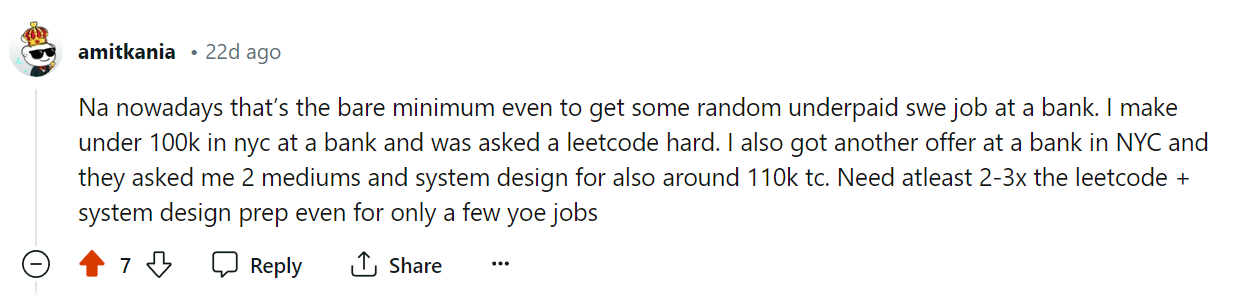 amitkania • 22d ago
Na nowadays that's the bare minimum even to get some random underpaid swe job at a bank. I make
under 100k in nyc at a bank and was asked a leetcode hard. I also got another offer at a bank in NYC and
they asked me 2 mediums and system design for also around 110k tc. Need atleast 2-3x the leetcode +
system design prep even for only a few yoe jobs
7 Reply Share ...